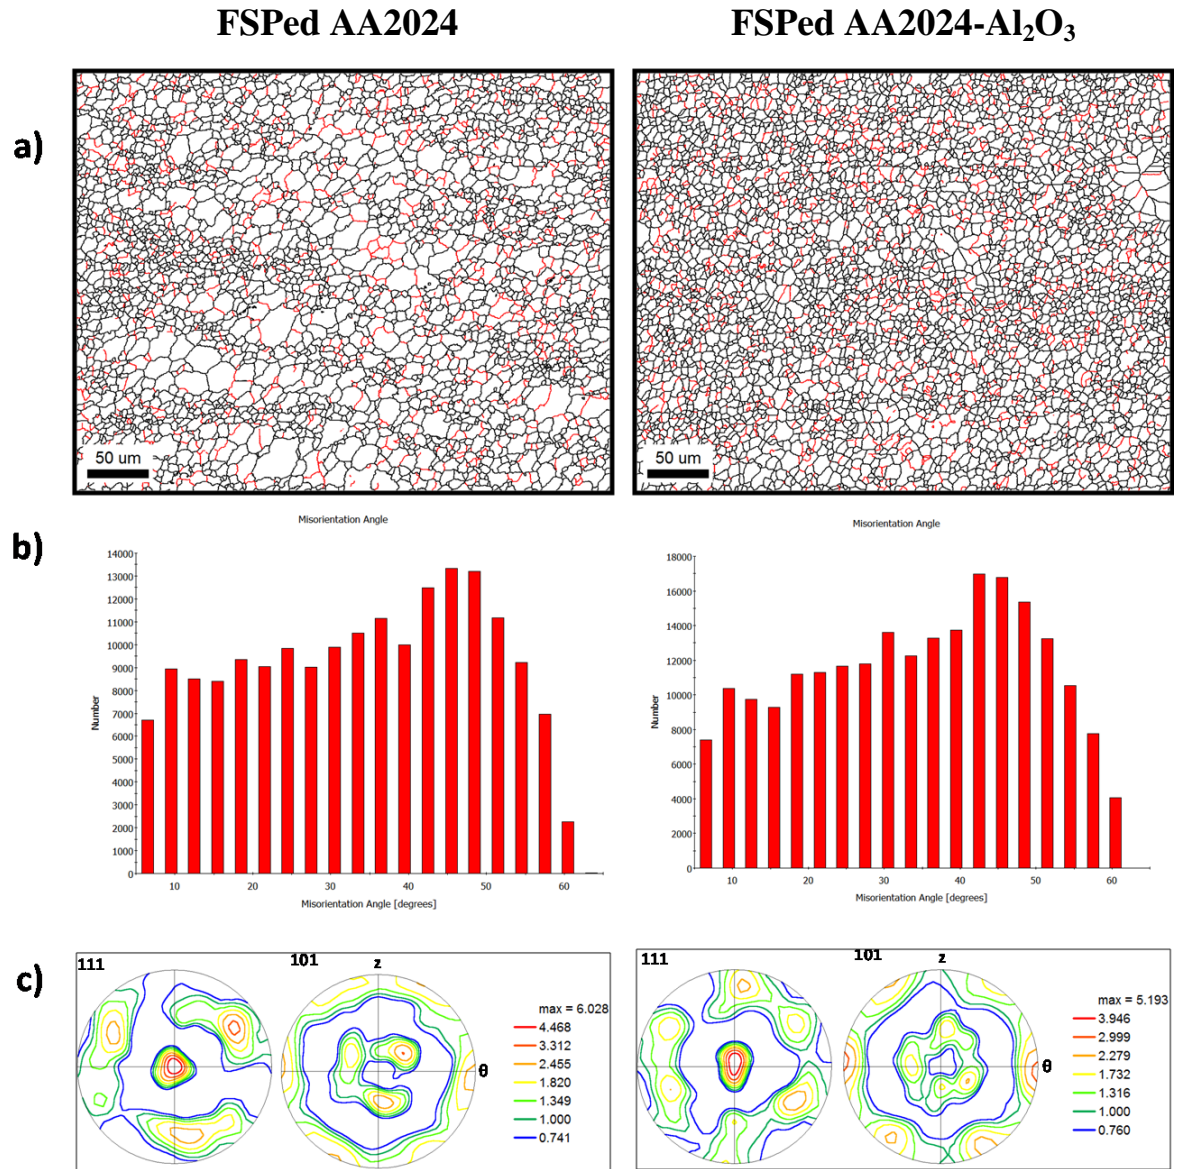 FSPed AA2024
FSPed AA2024-Al₂O₃
a)
50 um
50 um
b)
Misorientation Angle
Number
14000
13000
12000
11000
10000
9000
8000
7000
6000
5000
4000
3000
2000
1000
0
10 20 30 40 50 60
Misorientation Angle [degrees]
Misorientation Angle
Number
18000
16000
14000
12000
10000
8000
6000
4000
2000
0
10 20 30 40 50 60
Misorientation Angle [degrees]
c)
111
101
z
θ
max = 6.028
4.468
3.312
2.455
1.820
1.349
1.000
0.741
111
101
z
θ
max = 5.193
3.946
2.999
2.279
1.732
1.316
1.000
0.760